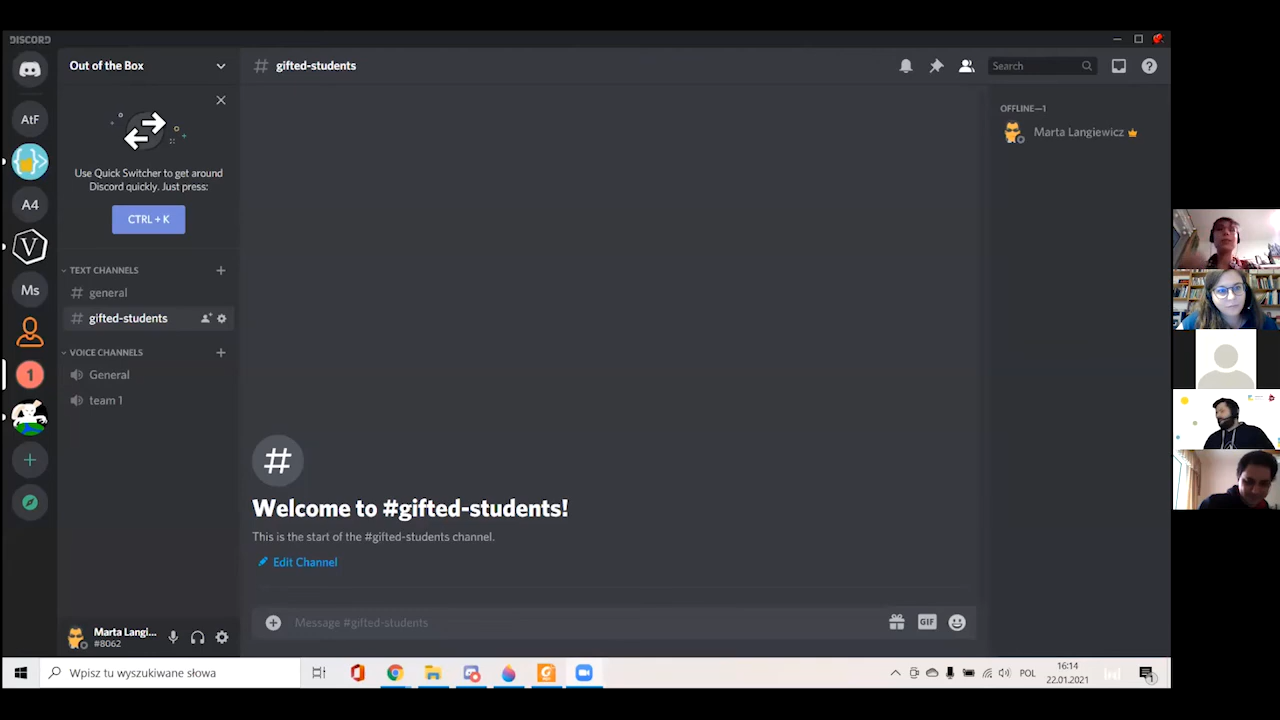 DISCORD
Out of the Box
# gifted-students
Search
Use Quick Switcher to get around
Discord quickly. Just press:
CTRL + K
AtF
A4
V
Ms
1
TEXT CHANNELS
# general
# gifted-students
VOICE CHANNELS
General
team 1
OFFLINE—1
Marta Langiewicz
#
Welcome to #gifted-students!
This is the start of the #gifted-students channel.
Edit Channel
Message #gifted-students
GIF
Marta Langi...
#8062
Wpisz tu wyszukiwane słowa
POL
16:14
22.01.2021
1